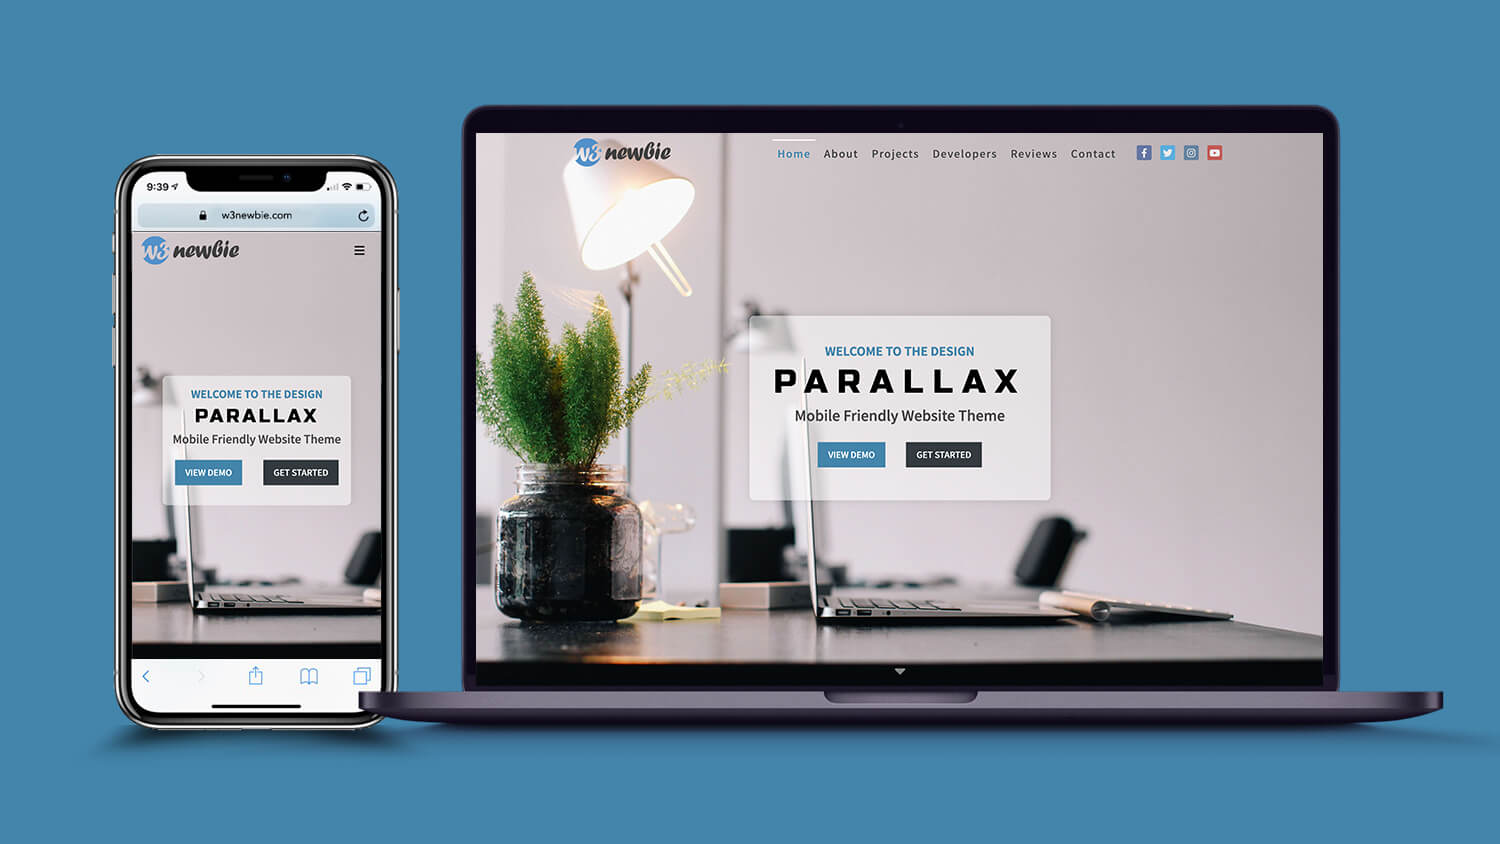 9:39
w3newbie.com
W3 newbie
WELCOME TO THE DESIGN
PARALLAX
Mobile Friendly Website Theme
VIEW DEMO GET STARTED
W3 newbie Home About Projects Developers Reviews Contact
WELCOME TO THE DESIGN
PARALLAX
Mobile Friendly Website Theme
VIEW DEMO GET STARTED